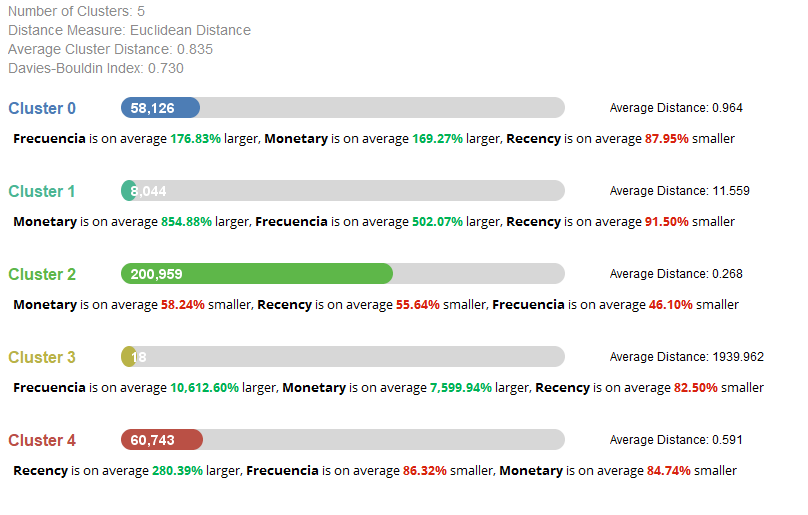 Number of Clusters: 5
Distance Measure: Euclidean Distance
Average Cluster Distance: 0.835
Davies-Bouldin Index: 0.730
Cluster 0 58,126 Average Distance: 0.964
Frecuencia is on average 176.83% larger, Monetary is on average 169.27% larger, Recency is on average 87.95% smaller
Cluster 1 8,044 Average Distance: 11.559
Monetary is on average 854.88% larger, Frecuencia is on average 502.07% larger, Recency is on average 91.50% smaller
Cluster 2 200,959 Average Distance: 0.268
Monetary is on average 58.24% smaller, Recency is on average 55.64% smaller, Frecuencia is on average 46.10% smaller
Cluster 3 18 Average Distance: 1939.962
Frecuencia is on average 10,612.60% larger, Monetary is on average 7,599.94% larger, Recency is on average 82.50% smaller
Cluster 4 60,743 Average Distance: 0.591
Recency is on average 280.39% larger, Frecuencia is on average 86.32% smaller, Monetary is on average 84.74% smaller